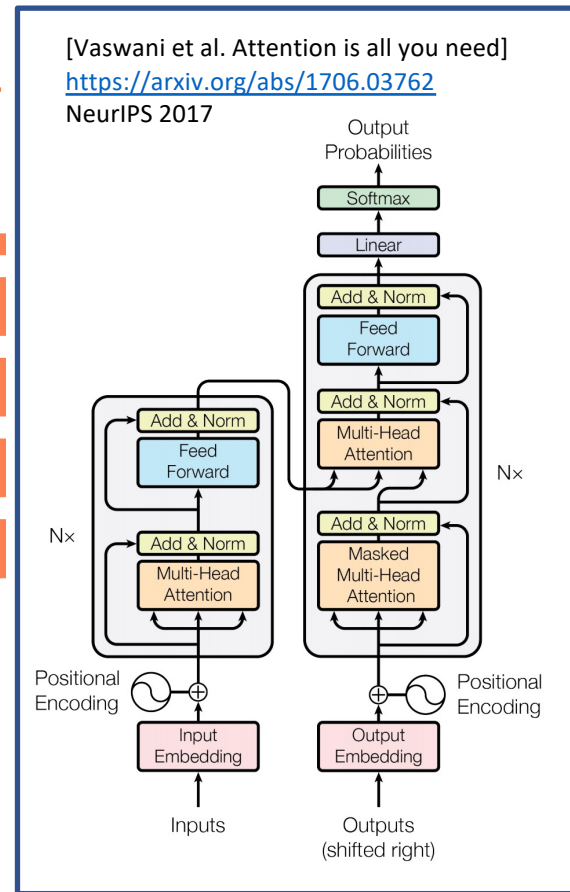 [Vaswani et al. Attention is all you need]
https://arxiv.org/abs/1706.03762
NeurIPS 2017
Output
Probabilities
Softmax
Linear
Add & Norm
Feed
Forward
Add & Norm
Multi-Head
Attention
Nx
Add & Norm
Masked
Multi-Head
Attention
Add & Norm
Feed
Forward
Nx
Add & Norm
Multi-Head
Attention
Positional
Encoding
Positional
Encoding
Input
Embedding
Output
Embedding
Inputs
Outputs
(shifted right)